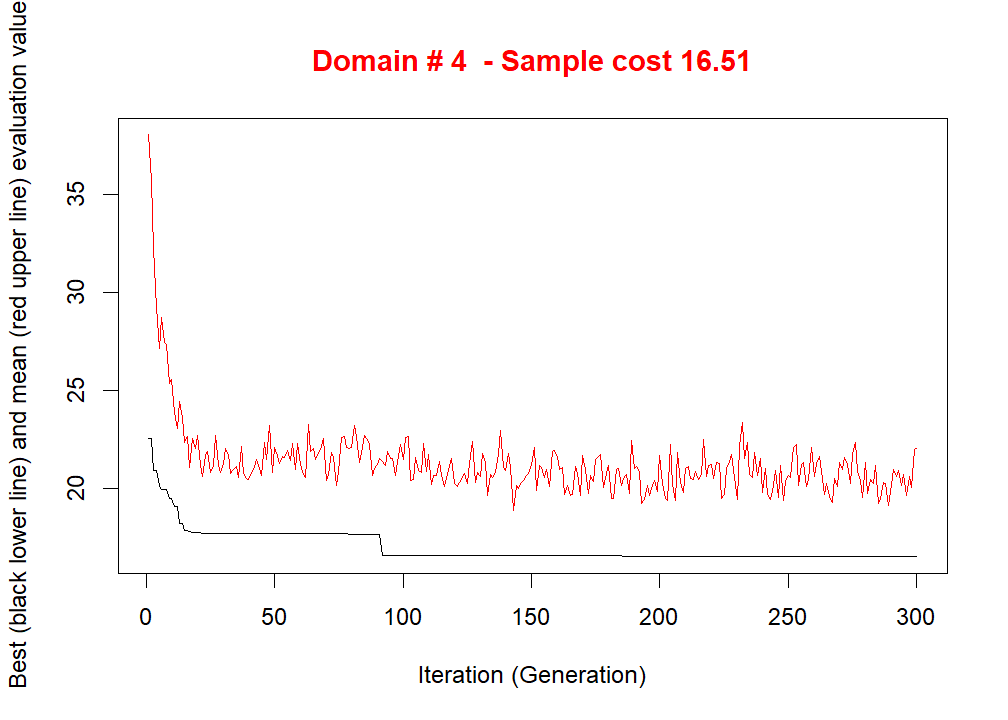 Domain # 4  - Sample cost 16.51
Best (black lower line) and mean (red upper line) evaluation value
35
30
25
20
0 50 100 150 200 250 300
Iteration (Generation)